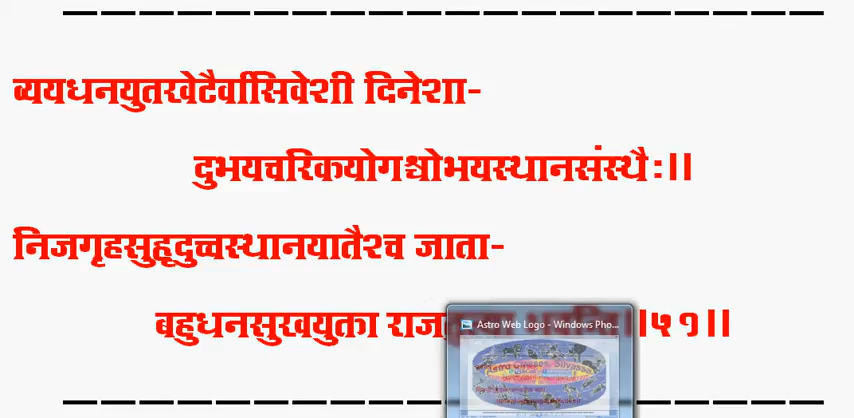 व्ययधनयुतखेटैर्वासिवेशी दिनेशा-
दुभयचरिकयोगश्चोभयस्थानसंस्थैः।।
निजगृहसुहृदुच्चस्थानयातैश्च जाता-
बहुधनसुखयुक्ता राज ।।५१।।
Astro Web Logo - Windows Pho...